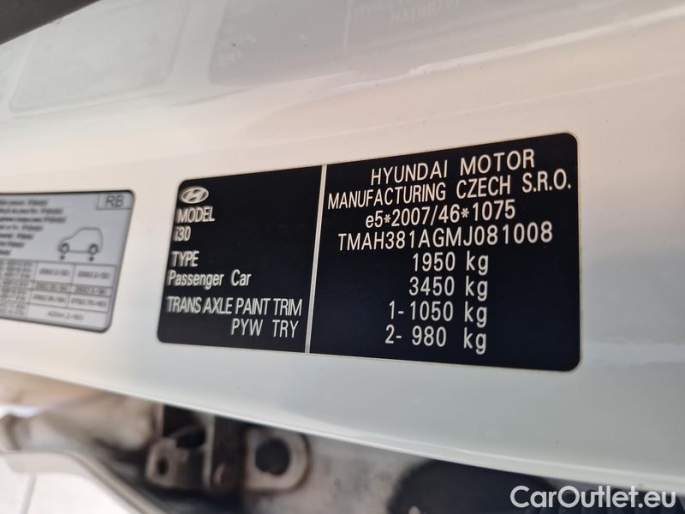 RB
HYUNDAI MOTOR
MANUFACTURING CZECH S.R.O.
e5*2007/46*1075
TMAH381AGMJ081008
1950 kg
3450 kg
1-1050 kg
2- 980 kg
MODEL
i30
TYPE
Passenger Car
TRANS AXLE PAINT TRIM
PYW TRY
CarOutlet.eu